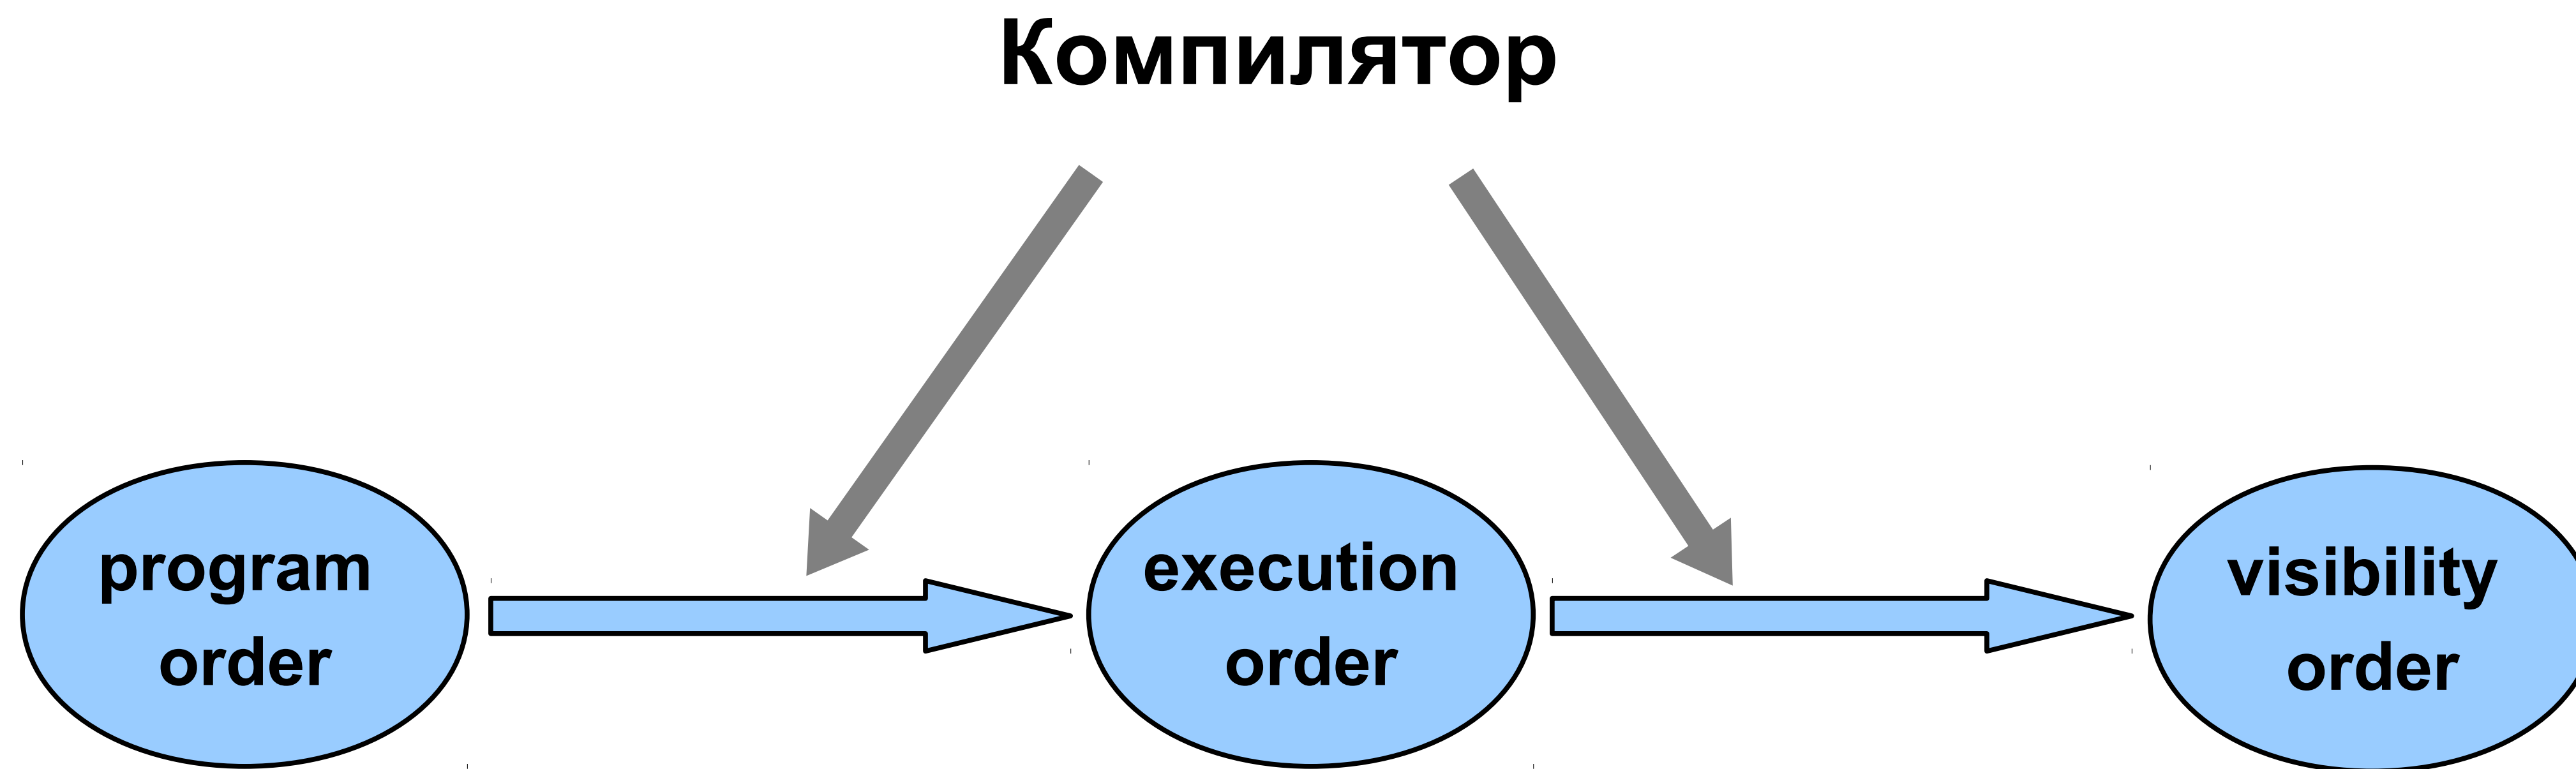 Компилятор
program
order
execution
order
visibility
order